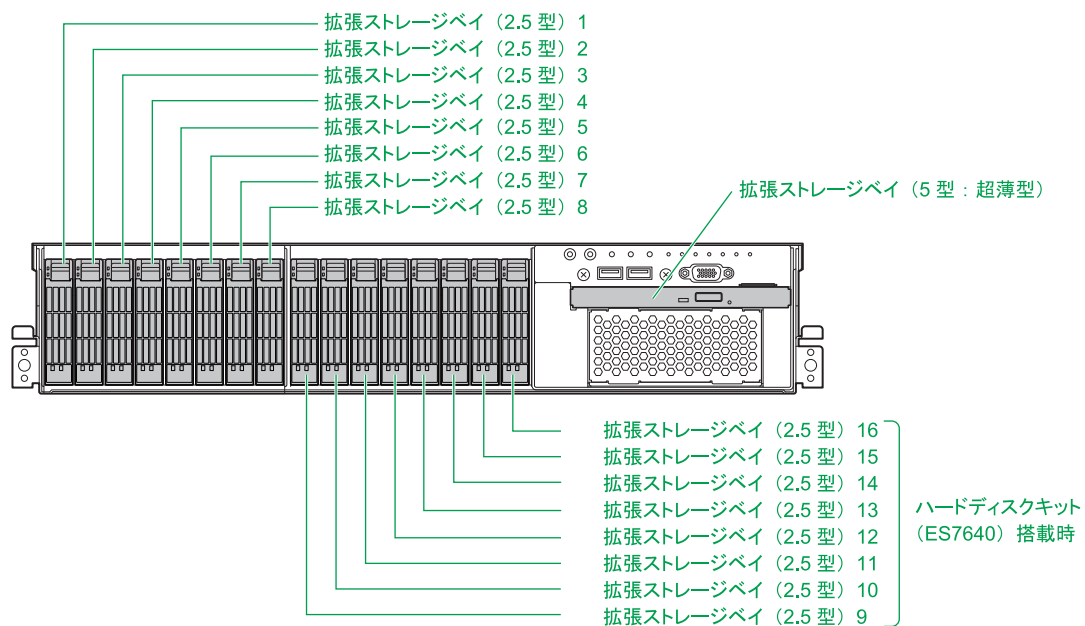 拡張ストレージベイ（2.5 型）1
拡張ストレージベイ（2.5 型）2
拡張ストレージベイ（2.5 型）3
拡張ストレージベイ（2.5 型）4
拡張ストレージベイ（2.5 型）5
拡張ストレージベイ（2.5 型）6
拡張ストレージベイ（2.5 型）7
拡張ストレージベイ（2.5 型）8
拡張ストレージベイ（5 型：超薄型）
拡張ストレージベイ（2.5 型）16
拡張ストレージベイ（2.5 型）15
拡張ストレージベイ（2.5 型）14
拡張ストレージベイ（2.5 型）13
拡張ストレージベイ（2.5 型）12
拡張ストレージベイ（2.5 型）11
拡張ストレージベイ（2.5 型）10
拡張ストレージベイ（2.5 型）9
ハードディスクキット
（ES7640）搭載時